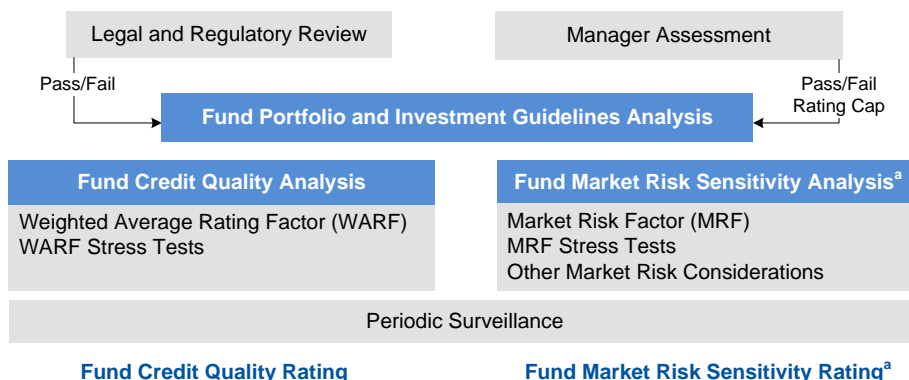 Legal and Regulatory Review
Manager Assessment
Pass/Fail
Pass/Fail
Rating Cap
Fund Portfolio and Investment Guidelines Analysis
Fund Credit Quality Analysis
Weighted Average Rating Factor (WARF)
WARF Stress Tests
Fund Market Risk Sensitivity Analysisᵃ
Market Risk Factor (MRF)
MRF Stress Tests
Other Market Risk Considerations
Periodic Surveillance
Fund Credit Quality Rating
Fund Market Risk Sensitivity Ratingᵃ